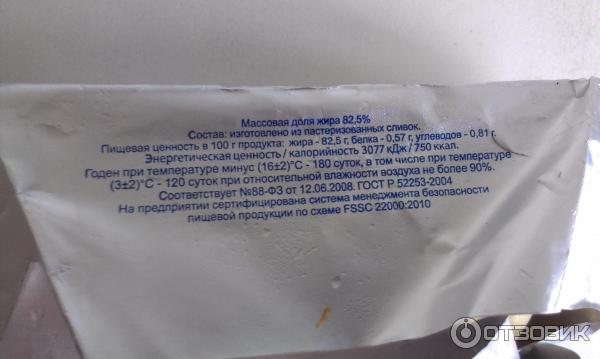 Массовая доля жира 82,5%
Состав: изготовлено из пастеризованных сливок.
Пищевая ценность в 100 г продукта: жира - 82,5 г, белка - 0,57 г, углеводов - 0,81 г.
Энергетическая ценность / калорийность 3077 кДж / 750 ккал.
Годен при температуре минус (16±2)°С - 180 суток, в том числе при температуре
(3±2)°С - 120 суток при относительной влажности воздуха не более 90%.
Соответствует №88-ФЗ от 12.06.2008. ГОСТ Р 52253-2004
На предприятии сертифицирована система менеджмента безопасности
пищевой продукции по схеме FSSC 22000:2010
ОТЗОВИК